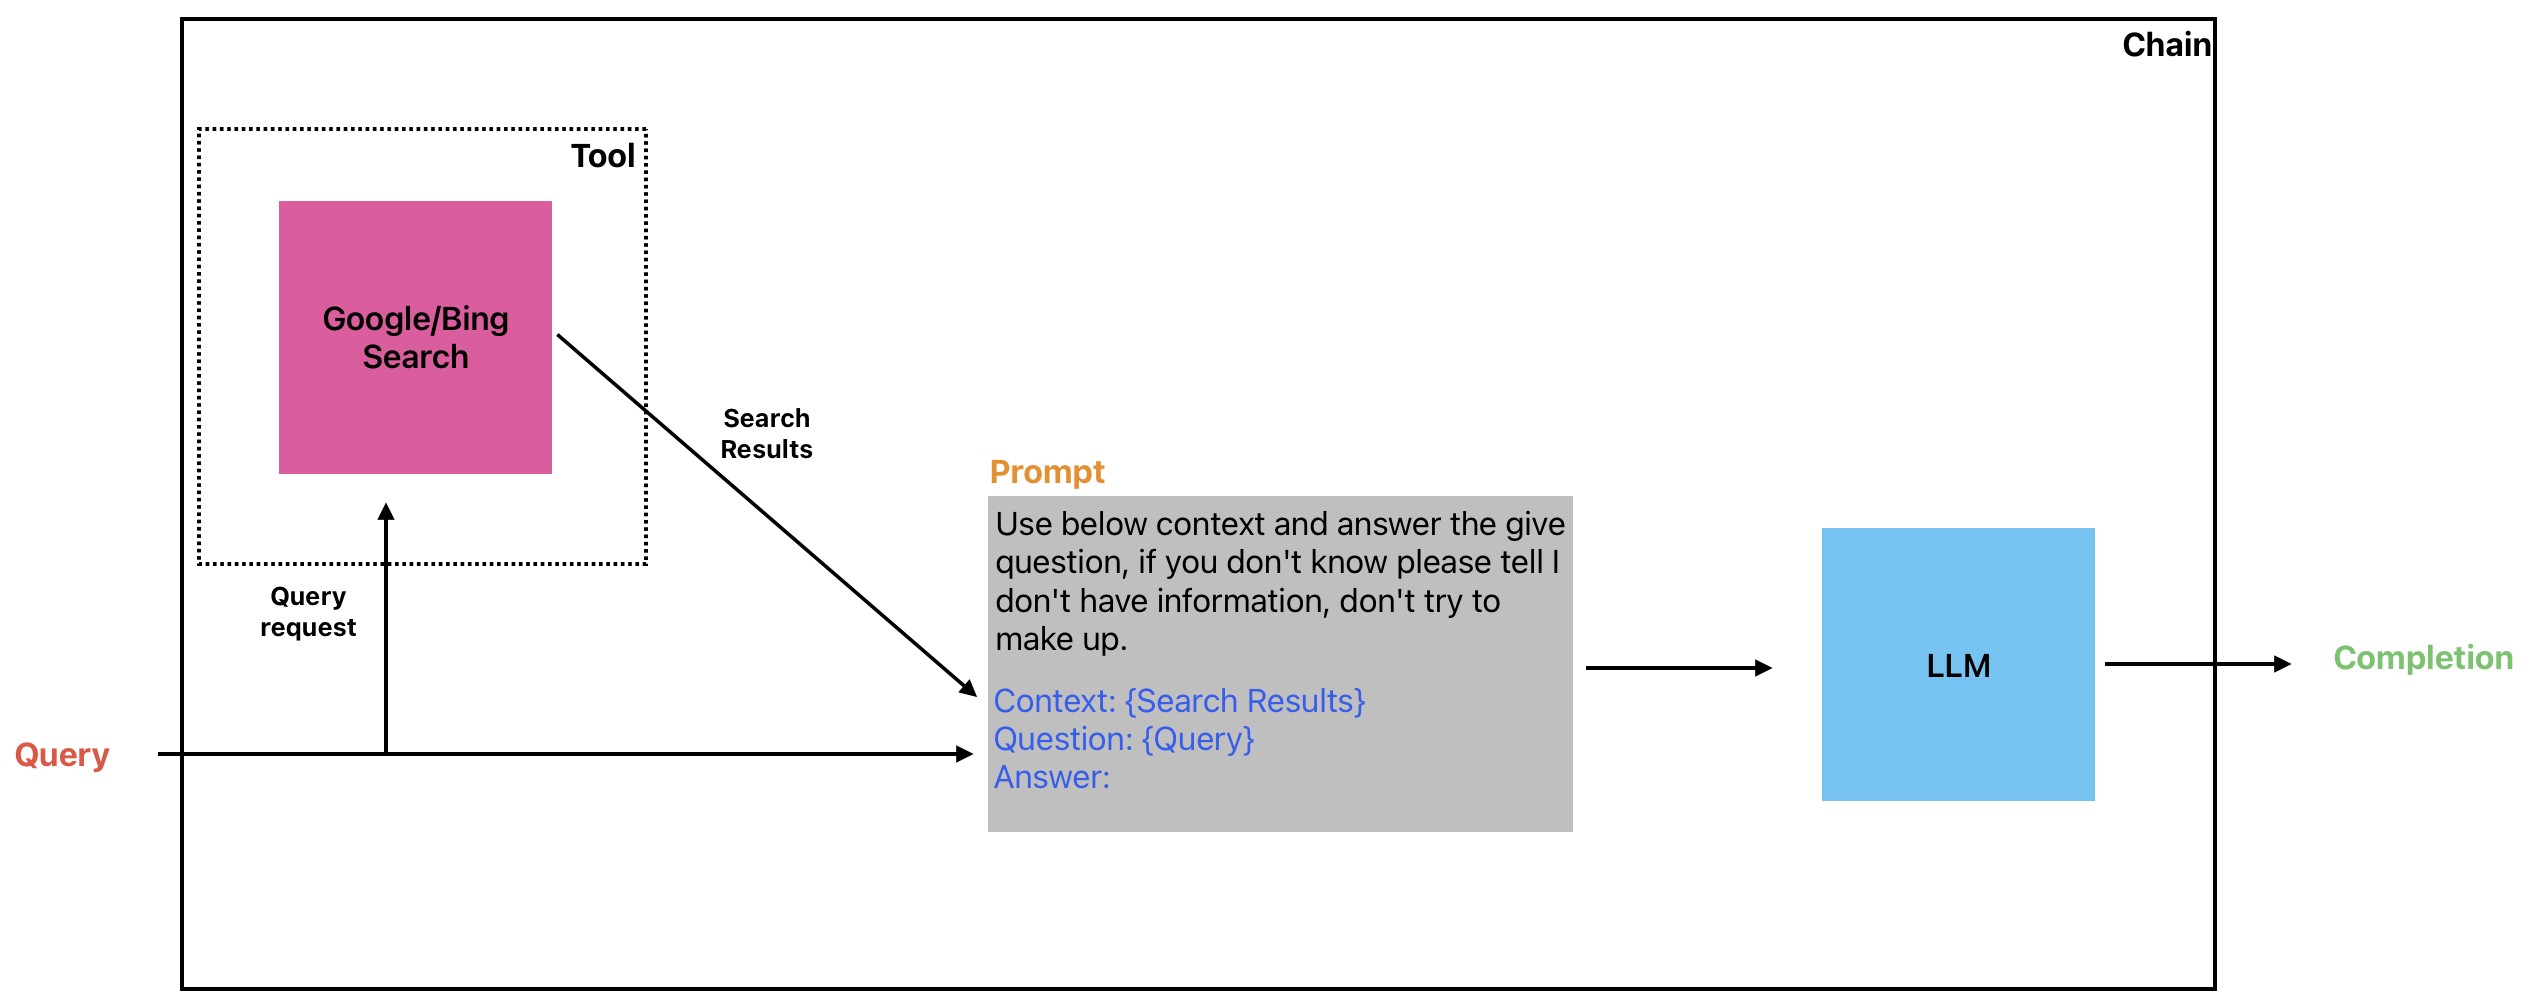 Chain
Tool
Google/Bing
Search
Search
Results
Query
request
Query
Prompt
Use below context and answer the give
question, if you don't know please tell I
don't have information, don't try to
make up.
Context: {Search Results}
Question: {Query}
Answer:
LLM
Completion